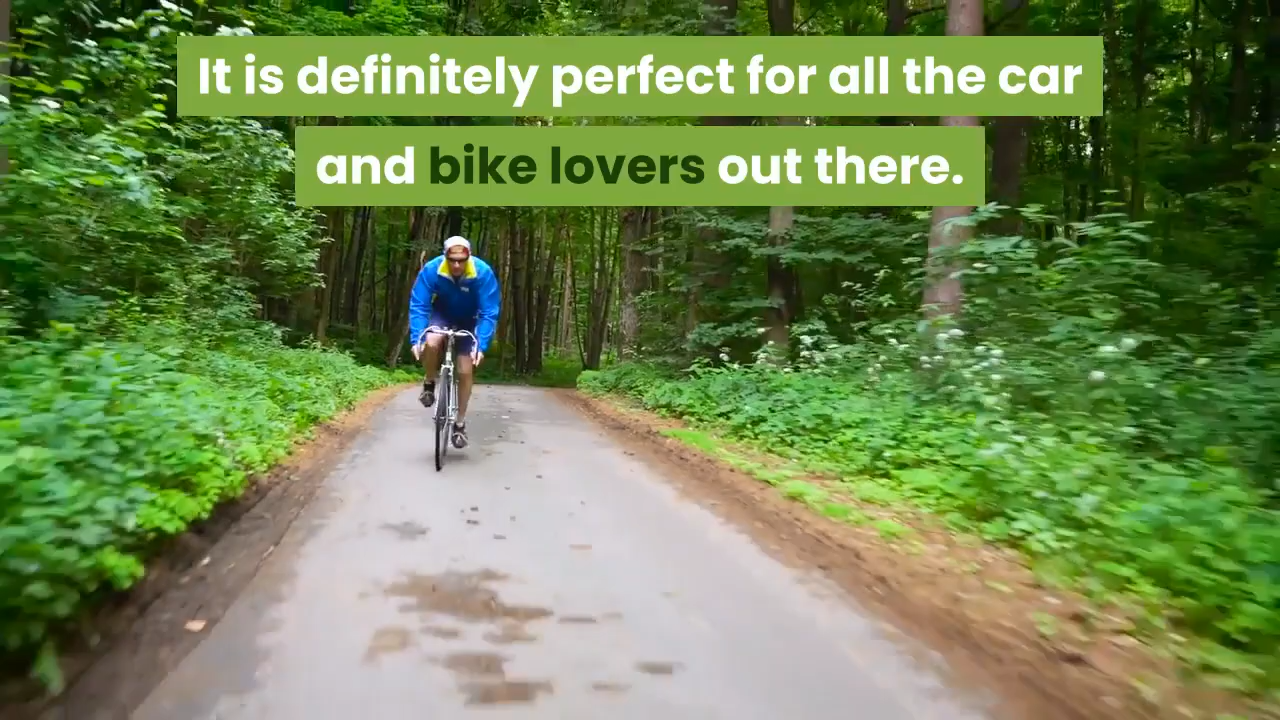 It is definitely perfect for all the car
and bike lovers out there.